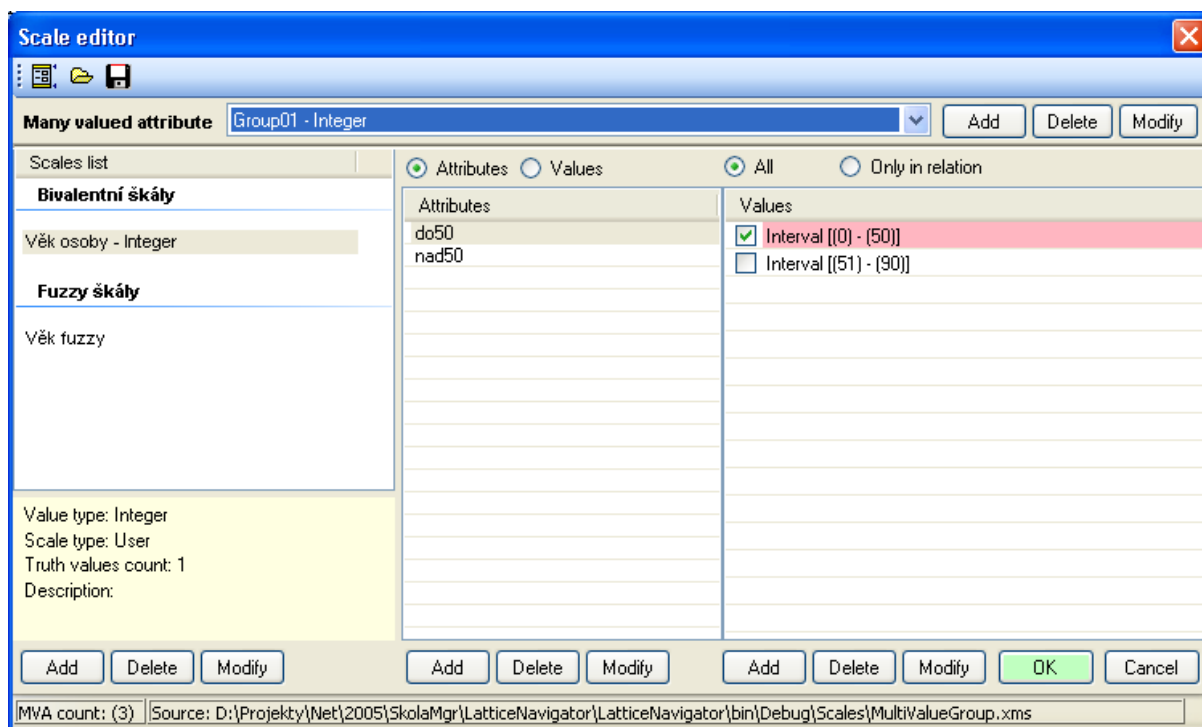 Scale editor
Many valued attribute Group01 - Integer Add Delete Modify
Scales list
Bivalentní škály
Věk osoby - Integer
Fuzzy škály
Věk fuzzy
Value type: Integer
Scale type: User
Truth values count: 1
Description:
Add Delete Modify
Attributes Values
Attributes
do50
nad50
Add Delete Modify
All Only in relation
Values
Interval [(0) - (50)]
Interval [(51) - (90)]
Add Delete Modify OK Cancel
MVA count: (3) Source: D:\Projekty\Net\2005\SkolaMgr\LatticeNavigator\LatticeNavigator\bin\Debug\Scales\MultiValueGroup.xms